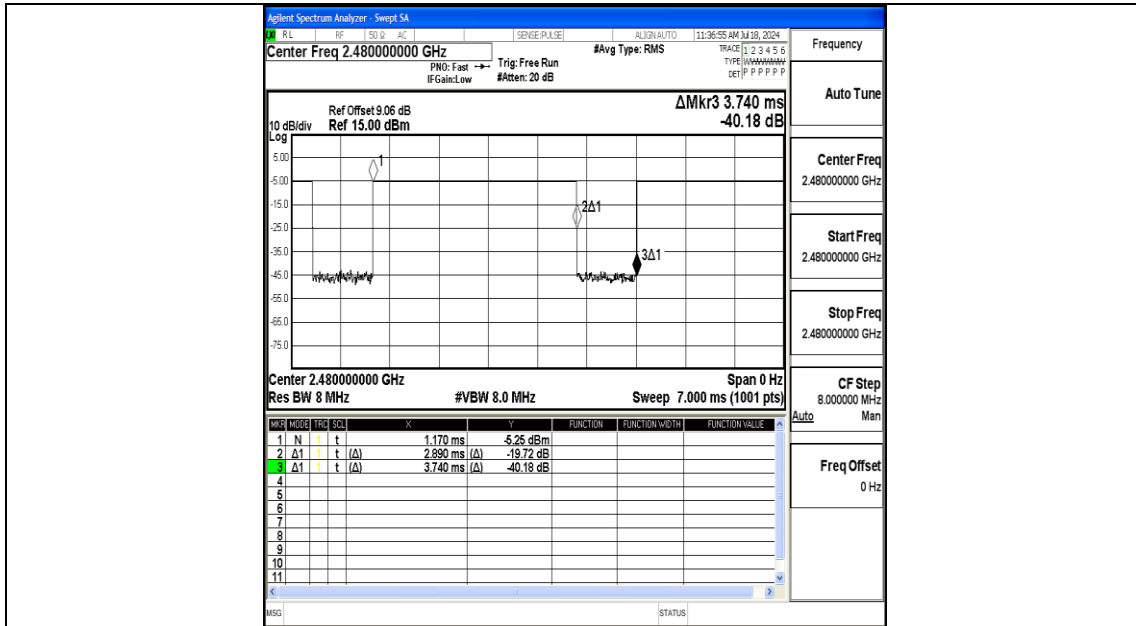 Agilent Spectrum Analyzer - Swept SA
RL RF 50 Ω AC SENSE:PULSE ALIGN AUTO 11:36:55 AM Jul 18, 2024
Center Freq 2.480000000 GHz #Avg Type: RMS TRACE 1 2 3 4 5 6
PNO: Fast Trig: Free Run TYPE
IFGain:Low #Atten: 20 dB DET P P P P P P
Frequency
Auto Tune
Center Freq
2.480000000 GHz
Start Freq
2.480000000 GHz
Stop Freq
2.480000000 GHz
CF Step
8.000000 MHz
Auto Man
Freq Offset
0 Hz
ΔMkr3 3.740 ms
-40.18 dB
Ref Offset 9.06 dB
10 dB/div Ref 15.00 dBm
Log
5.00
-5.00
-15.0
-25.0
-35.0
-45.0
-55.0
-65.0
-75.0
1
2Δ1
3Δ1
Center 2.480000000 GHz Span 0 Hz
Res BW 8 MHz #VBW 8.0 MHz Sweep 7.000 ms (1001 pts)
MKR MODE TRC SCL X Y FUNCTION FUNCTION WIDTH FUNCTION VALUE
1 N 1 t 1.170 ms -5.25 dBm
2 Δ1 1 t (Δ) 2.890 ms (Δ) -19.72 dB
3 Δ1 1 t (Δ) 3.740 ms (Δ) -40.18 dB
4
5
6
7
8
9
10
11
MSG STATUS